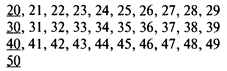 20, 21, 22, 23, 24, 25, 26, 27, 28, 29
30, 31, 32, 33, 34, 35, 36, 37, 38, 39
40, 41, 42, 43, 44, 45, 46, 47, 48, 49
50